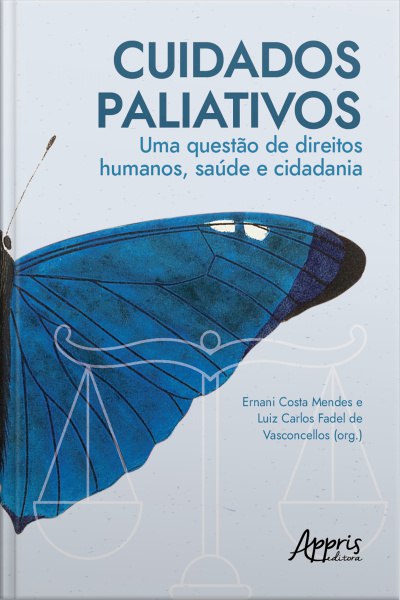 CUIDADOS
PALIATIVOS
Uma questão de direitos
humanos, saúde e cidadania
Ernani Costa Mendes e
Luiz Carlos Fadel de
Vasconcellos (org.)
Appris
editora